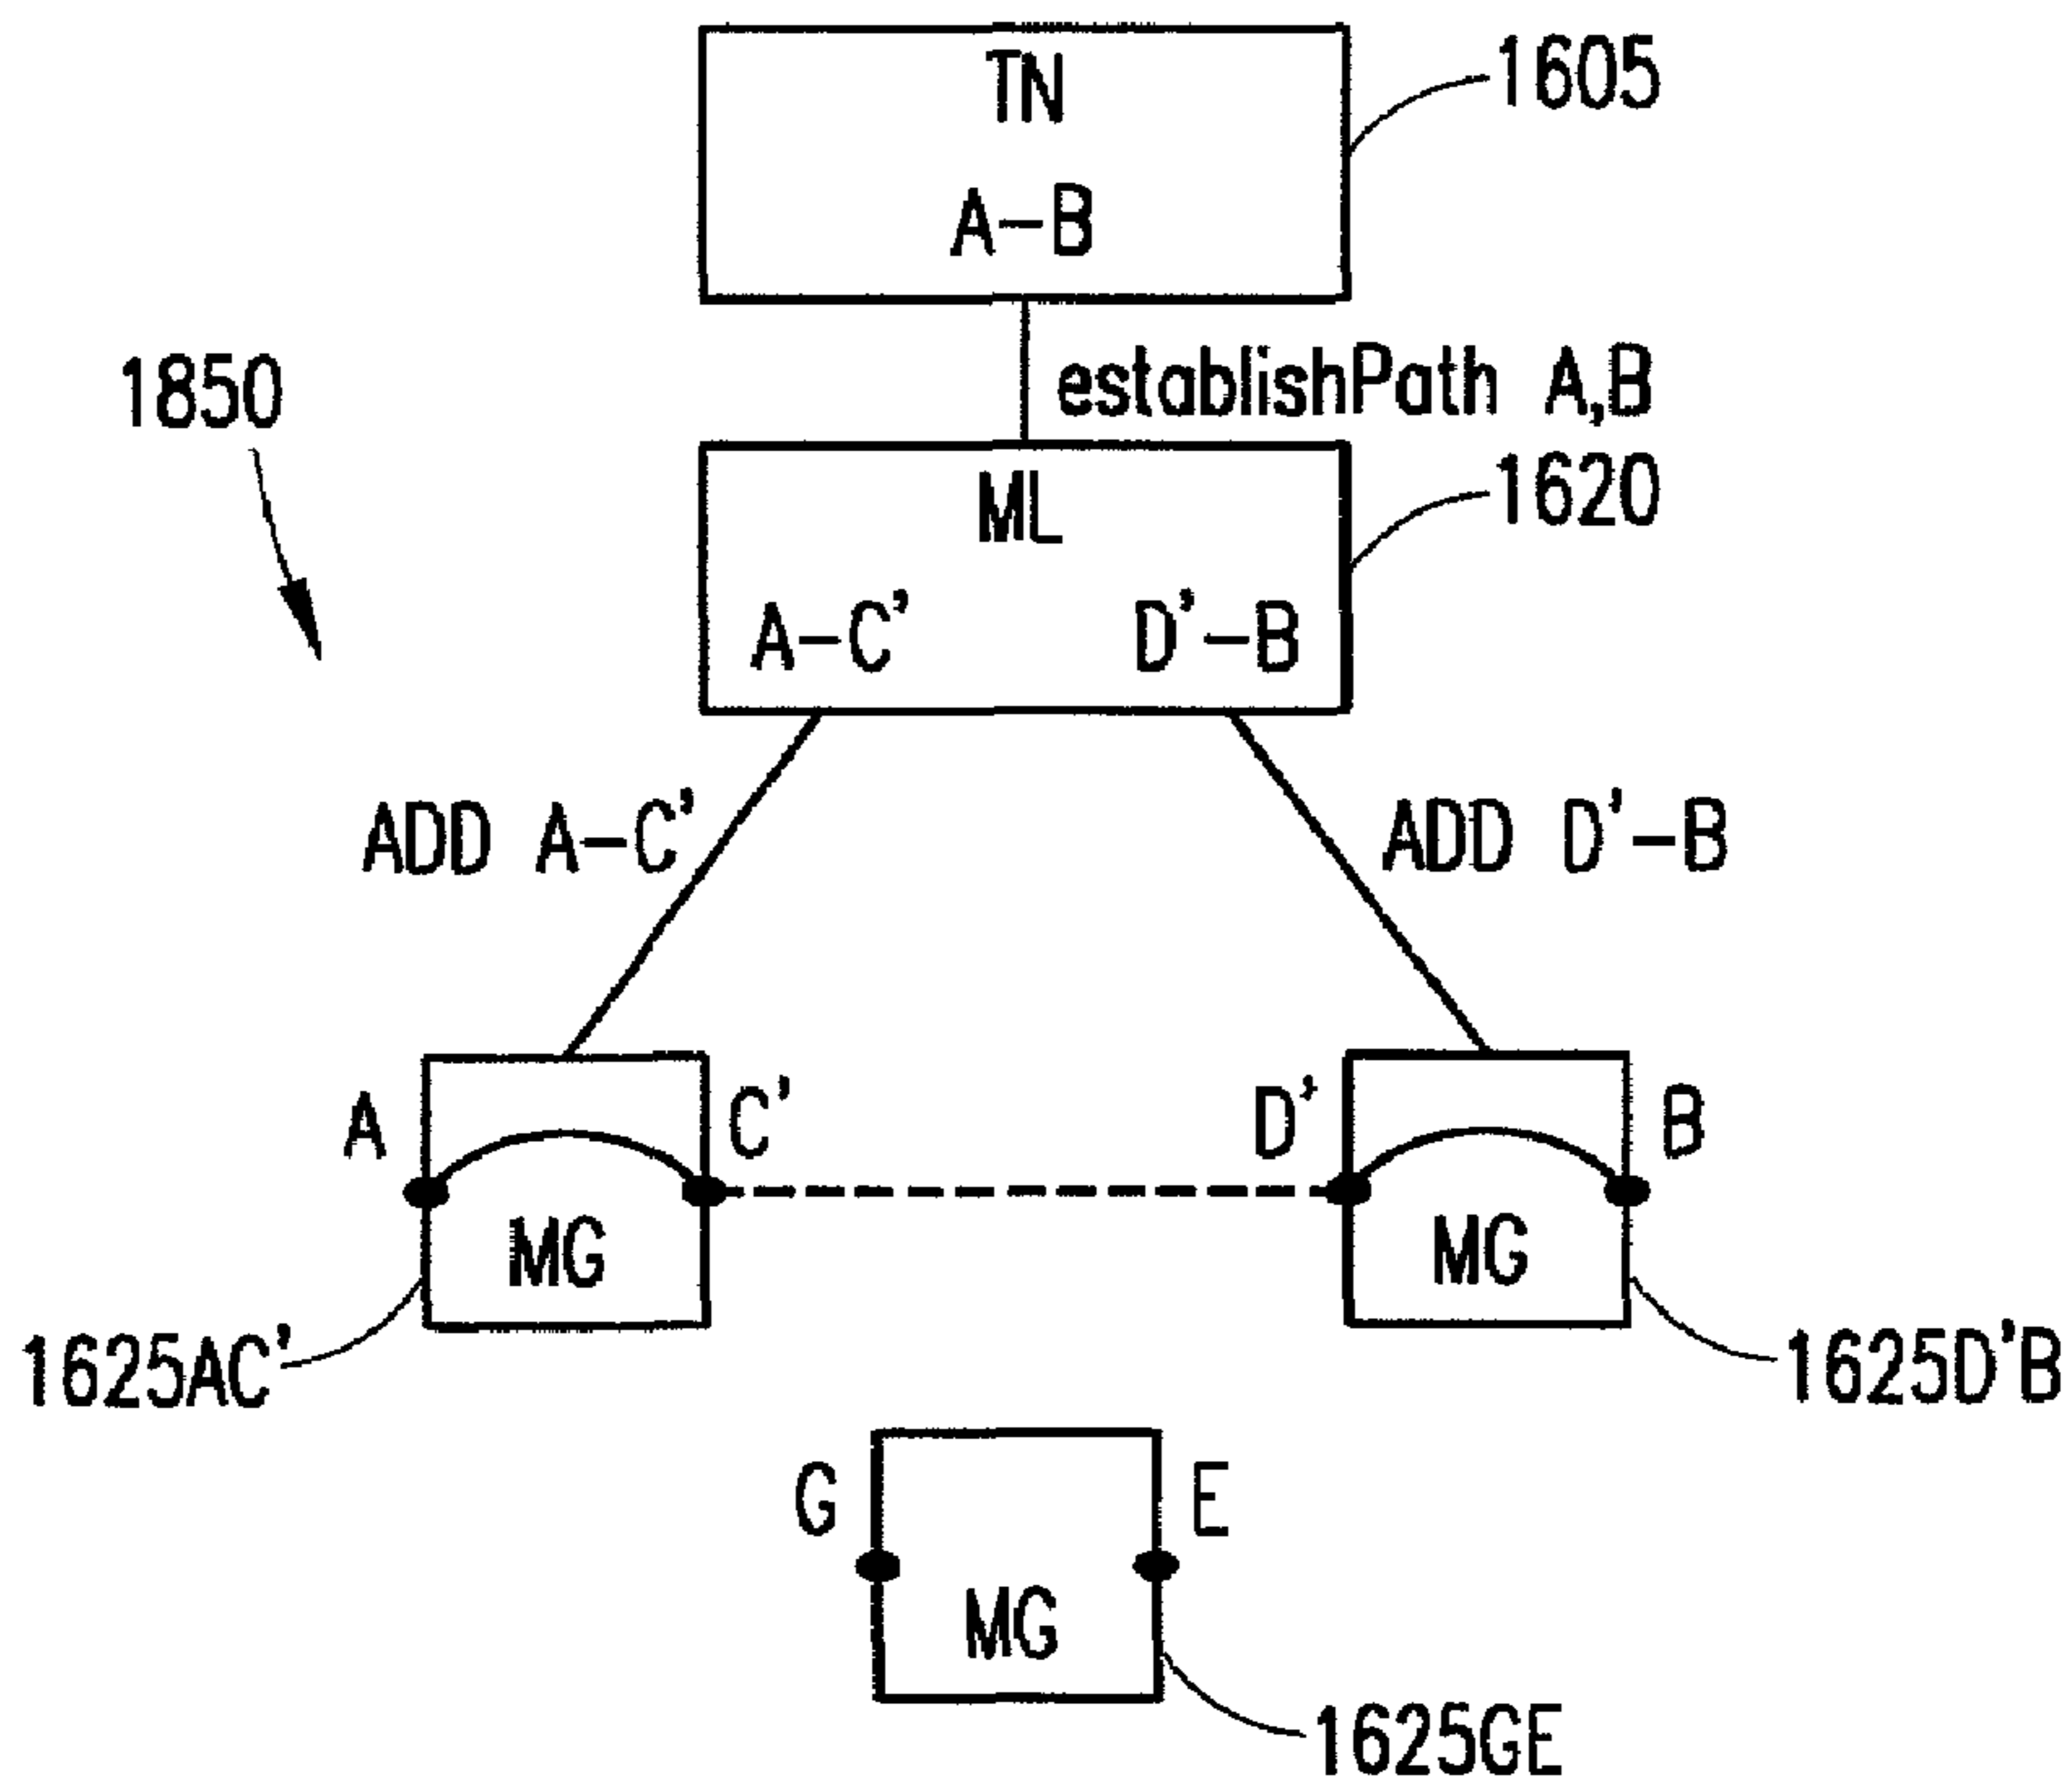 TN
1605
A-B
1850
establishPath A,B
ML
1620
A-C' D'-B
ADD A-C' ADD D'-B
A C' D' B
MG MG
1625AC' 1625D'B
G E
MG
1625GE